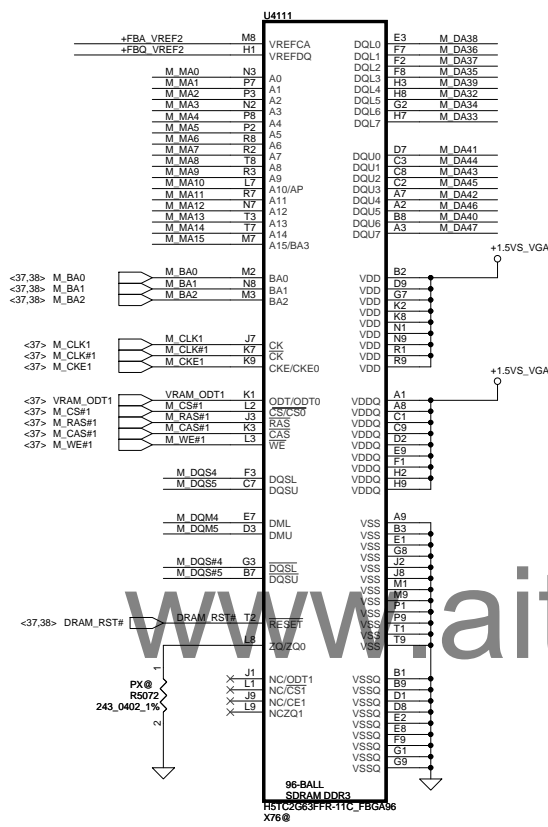 U4111
+FBA_VREF2 M8 VREFCA E3 DQL0 M_DA38
+FBQ_VREF2 H1 VREFDQ F7 DQL1 M_DA36
F2 DQL2 M_DA37
M_MA0 N3 A0 F8 DQL3 M_DA35
M_MA1 P7 A1 H3 DQL4 M_DA39
M_MA2 P3 A2 H8 DQL5 M_DA32
M_MA3 N2 A3 G2 DQL6 M_DA34
M_MA4 P8 A4 H7 DQL7 M_DA33
M_MA5 P2 A5
M_MA6 R8 A6
M_MA7 R2 A7 D7 DQU0 M_DA41
M_MA8 T8 A8 C3 DQU1 M_DA44
M_MA9 R3 A9 C8 DQU2 M_DA43
M_MA10 L7 A10/AP C2 DQU3 M_DA45
M_MA11 R7 A11 A7 DQU4 M_DA42
M_MA12 N7 A12 A2 DQU5 M_DA46
M_MA13 T3 A13 B8 DQU6 M_DA40
M_MA14 T7 A14 A3 DQU7 M_DA47
M_MA15 M7 A15/BA3
+1.5VS_VGA
<37,38> M_BA0 M_BA0 M2 BA0 VDD B2
<37,38> M_BA1 M_BA1 N8 BA1 VDD D9
<37,38> M_BA2 M_BA2 M3 BA2 VDD G7
VDD K2
VDD K8
VDD N1
<37> M_CLK1 M_CLK1 J7 CK VDD N9
<37> M_CLK#1 M_CLK#1 K7 CK VDD R1
<37> M_CKE1 M_CKE1 K9 CKE/CKE0 VDD R9
+1.5VS_VGA
<37> VRAM_ODT1 VRAM_ODT1 K1 ODT/ODT0 VDDQ A1
<37> M_CS#1 M_CS#1 L2 CS/CS0 VDDQ A8
<37> M_RAS#1 M_RAS#1 J3 RAS VDDQ C1
<37> M_CAS#1 M_CAS#1 K3 CAS VDDQ C9
<37> M_WE#1 M_WE#1 L3 WE VDDQ D2
VDDQ E9
VDDQ F1
M_DQS4 F3 DQSL VDDQ H2
M_DQS5 C7 DQSU VDDQ H9
M_DQM4 E7 DML VSS A9
M_DQM5 D3 DMU VSS B3
VSS E1
VSS G8
M_DQS#4 G3 DQSL VSS J2
M_DQS#5 B7 DQSU VSS J8
VSS M1
VSS M9
VSS P1
<37,38> DRAM_RST# DRAM_RST# T2 RESET VSS P9
VSS T1
L8 ZQ/ZQ0 VSS T9
www.ait
1 J1 NC/ODT1 VSSQ B1
PX@ L1 NC/CS1 VSSQ B9
R5072 J9 NC/CE1 VSSQ D1
243_0402_1% L9 NCZQ1 VSSQ D8
2 VSSQ E2
VSSQ E8
VSSQ F9
VSSQ G1
VSSQ G9
96-BALL
SDRAM DDR3
H5TC2G63FFR-11C_FBGA96
X76@